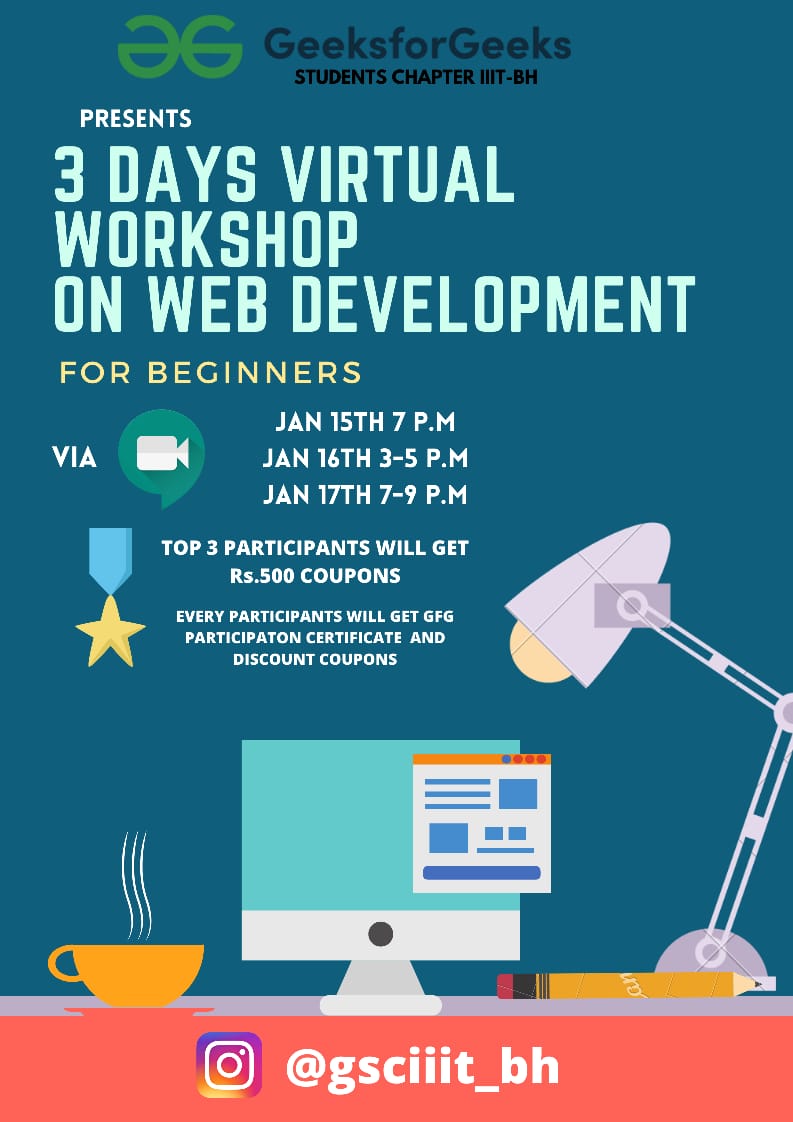 GeeksforGeeks
STUDENTS CHAPTER IIIT-BH
PRESENTS
3 DAYS VIRTUAL
WORKSHOP
ON WEB DEVELOPMENT
FOR BEGINNERS
VIA
JAN 15TH 7 P.M
JAN 16TH 3-5 P.M
JAN 17TH 7-9 P.M
TOP 3 PARTICIPANTS WILL GET
Rs.500 COUPONS
EVERY PARTICIPANTS WILL GET GFG
PARTICIPATON CERTIFICATE AND
DISCOUNT COUPONS
@gsciiit_bh